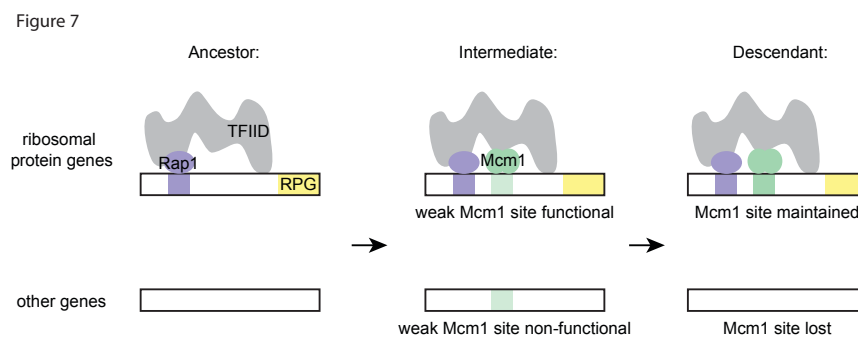 Figure 7
Ancestor:
Intermediate:
Descendant:
ribosomal
protein genes
TFIID
Rap1
RPG
Mcm1
weak Mcm1 site functional
Mcm1 site maintained
other genes
weak Mcm1 site non-functional
Mcm1 site lost